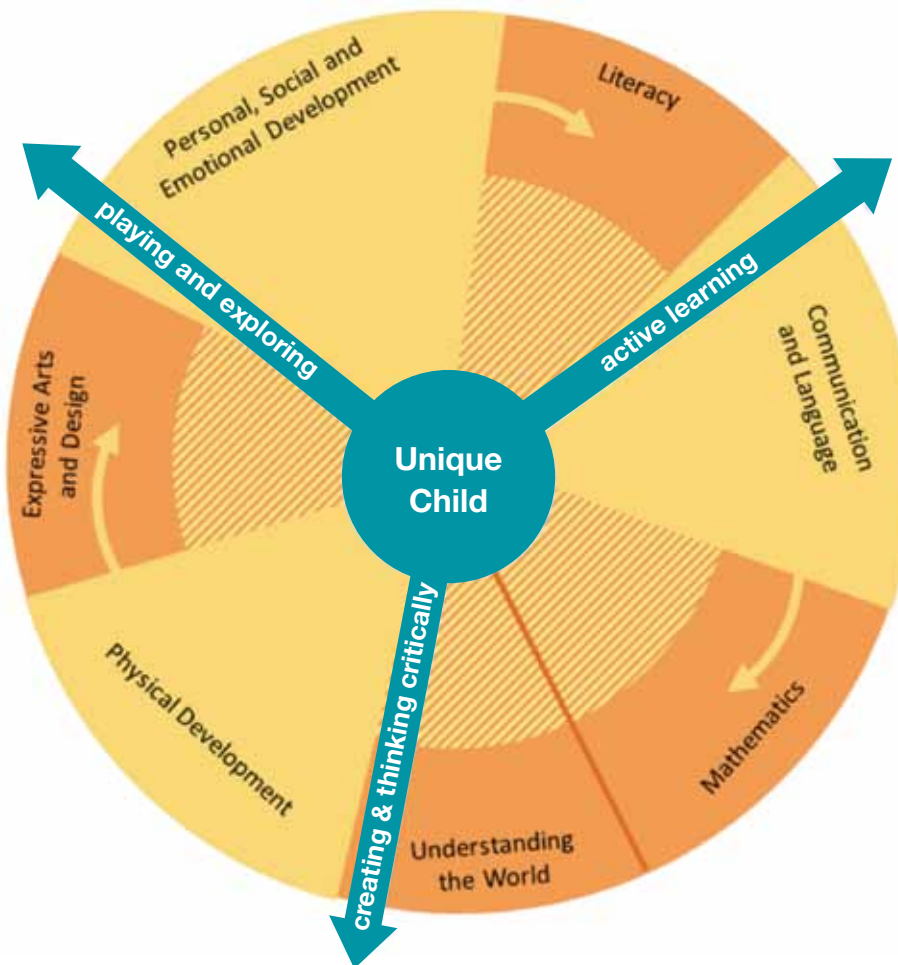 Personal, Social and
Emotional Development
Literacy
playing and exploring
active learning
Communication
and Language
Expressive Arts
and Design
Unique
Child
Physical Development
creating & thinking critically
Mathematics
Understanding
the World